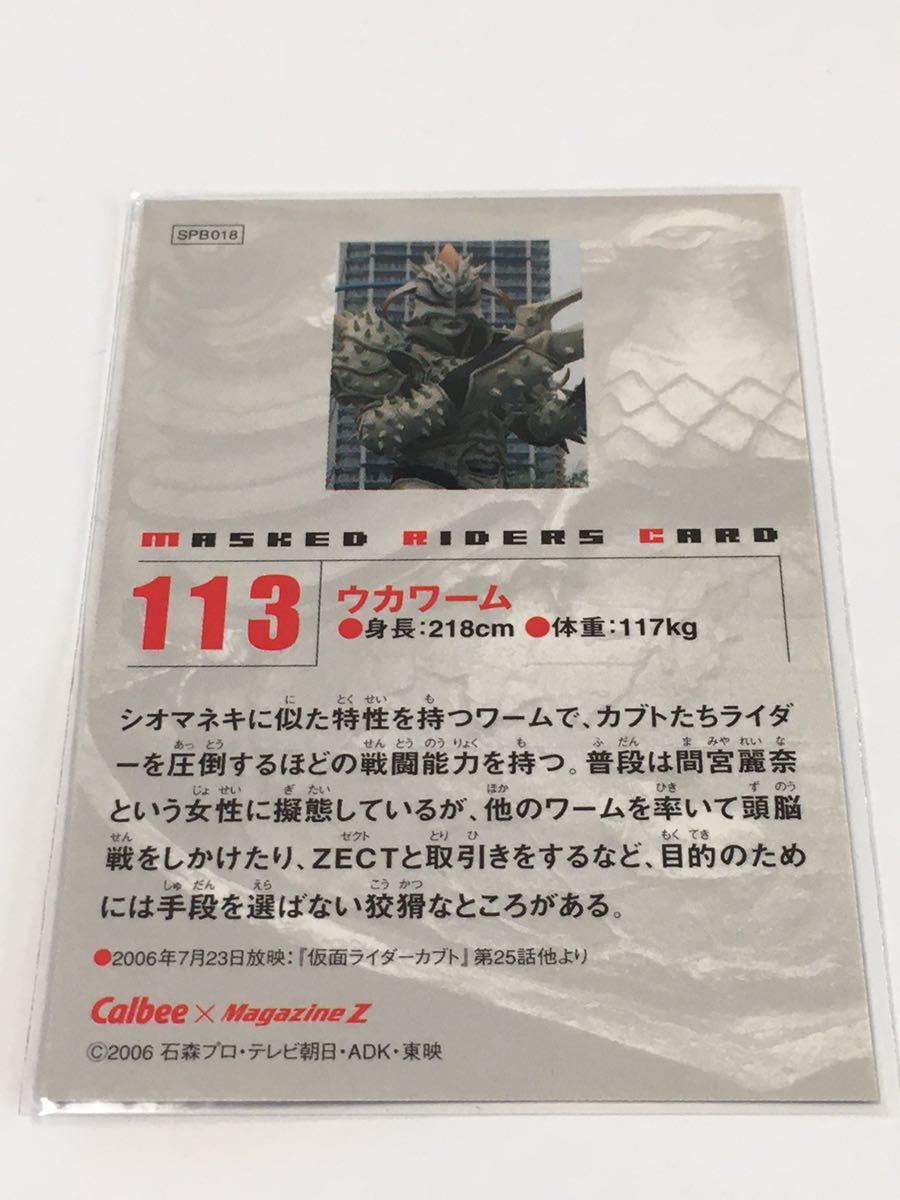 SPB018
MASKED RIDERS CARD
113
ウカワーム
●身長:218cm ●体重:117kg
シオマネキに似た特性を持つワームで、カブトたちライダ
ーを圧倒するほどの戦闘能力を持つ。普段は間宮麗奈
という女性に擬態しているが、他のワームを率いて頭脳
戦をしかけたり、ZECTと取引きをするなど、目的のため
には手段を選ばない狡猾なところがある。
●2006年7月23日放映:『仮面ライダーカブト』第25話他より
Calbee × Magazine Z
©2006 石森プロ・テレビ朝日・ADK・東映